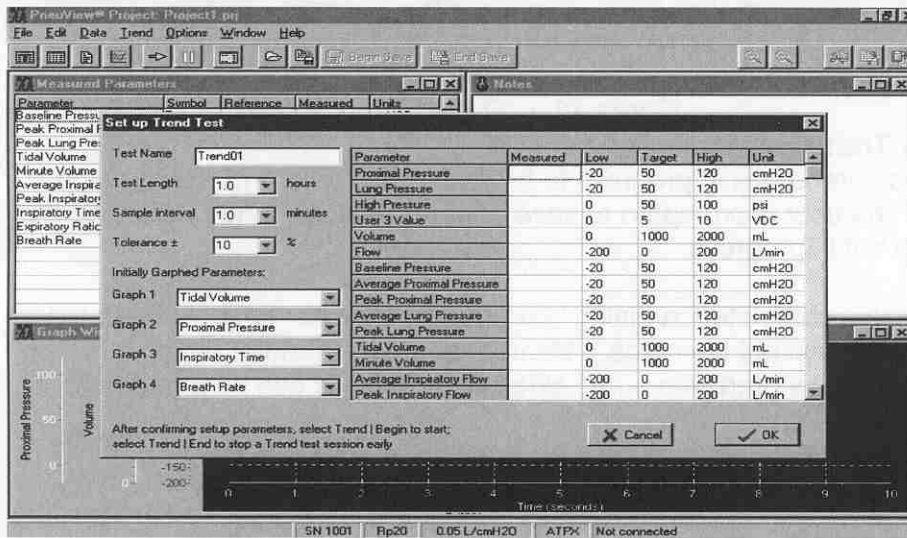 PneuView® Project: Project1.prj
File Edit Data Trend Options Window Help
Begin Save End Save
Measured Parameters
Notes
Parameter Symbol Reference Measured Units
Baseline Pressu
Peak Proximal P
Peak Lung Pres
Tidal Volume
Minute Volume
Average Inspira
Peak Inspiratory
Inspiratory Time
Expiratory Ratio
Breath Rate
Set up Trend Test
Test Name Trend01
Test Length 1.0 hours
Sample interval 1.0 minutes
Tolerance ± 10 %
Initially Garphed Parameters:
Graph 1 Tidal Volume
Graph 2 Proximal Pressure
Graph 3 Inspiratory Time
Graph 4 Breath Rate
Parameter Measured Low Target High Unit
Proximal Pressure -20 50 120 cmH2O
Lung Pressure -20 50 120 cmH2O
High Pressure 0 50 100 psi
User 3 Value 0 5 10 VDC
Volume 0 1000 2000 mL
Flow -200 0 200 L/min
Baseline Pressure -20 50 120 cmH2O
Average Proximal Pressure -20 50 120 cmH2O
Peak Proximal Pressure -20 50 120 cmH2O
Average Lung Pressure -20 50 120 cmH2O
Peak Lung Pressure -20 50 120 cmH2O
Tidal Volume 0 1000 2000 mL
Minute Volume 0 1000 2000 mL
Average Inspiratory Flow -200 0 200 L/min
Peak Inspiratory Flow -200 0 200 L/min
After confirming setup parameters, select Trend | Begin to start;
select Trend | End to stop a Trend test session early
Cancel OK
Graph Wi
Proximal Pressure
100
50
0
Volume
0
-150
-200
0 1 2 3 4 5 6 7 8 9 10
Time (seconds)
SN 1001 Rp20 0.05 L/cmH2O ATPX Not connected